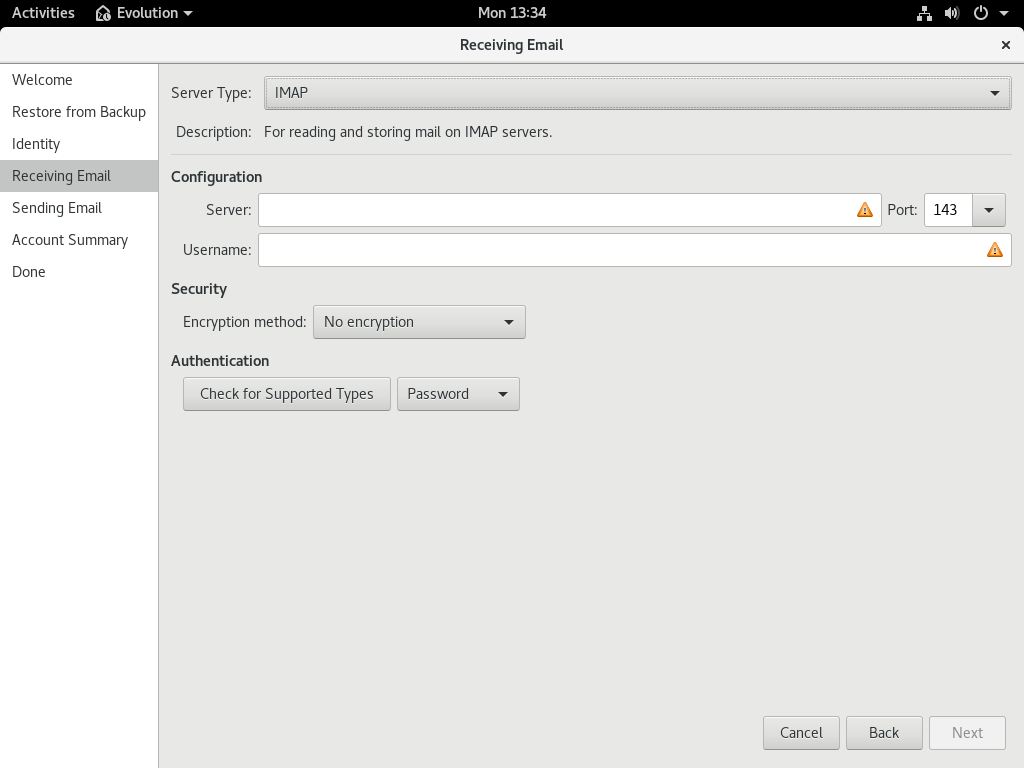 Activities Evolution Mon 13:34
Receiving Email
Welcome
Restore from Backup
Identity
Receiving Email
Sending Email
Account Summary
Done
Server Type: IMAP
Description: For reading and storing mail on IMAP servers.
Configuration
Server: Port: 143
Username:
Security
Encryption method: No encryption
Authentication
Check for Supported Types Password
Cancel Back Next